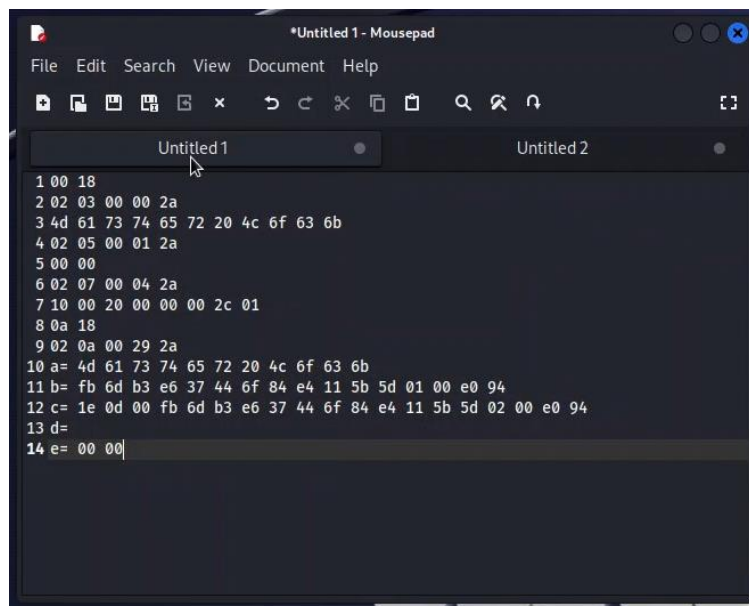 *Untitled 1 - Mousepad
File Edit Search View Document Help
Untitled 1 Untitled 2
1 00 18
2 02 03 00 00 2a
3 4d 61 73 74 65 72 20 4c 6f 63 6b
4 02 05 00 01 2a
5 00 00
6 02 07 00 04 2a
7 10 00 20 00 00 00 2c 01
8 0a 18
9 02 0a 00 29 2a
10 a= 4d 61 73 74 65 72 20 4c 6f 63 6b
11 b= fb 6d b3 e6 37 44 6f 84 e4 11 5b 5d 01 00 e0 94
12 c= 1e 0d 00 fb 6d b3 e6 37 44 6f 84 e4 11 5b 5d 02 00 e0 94
13 d=
14 e= 00 00